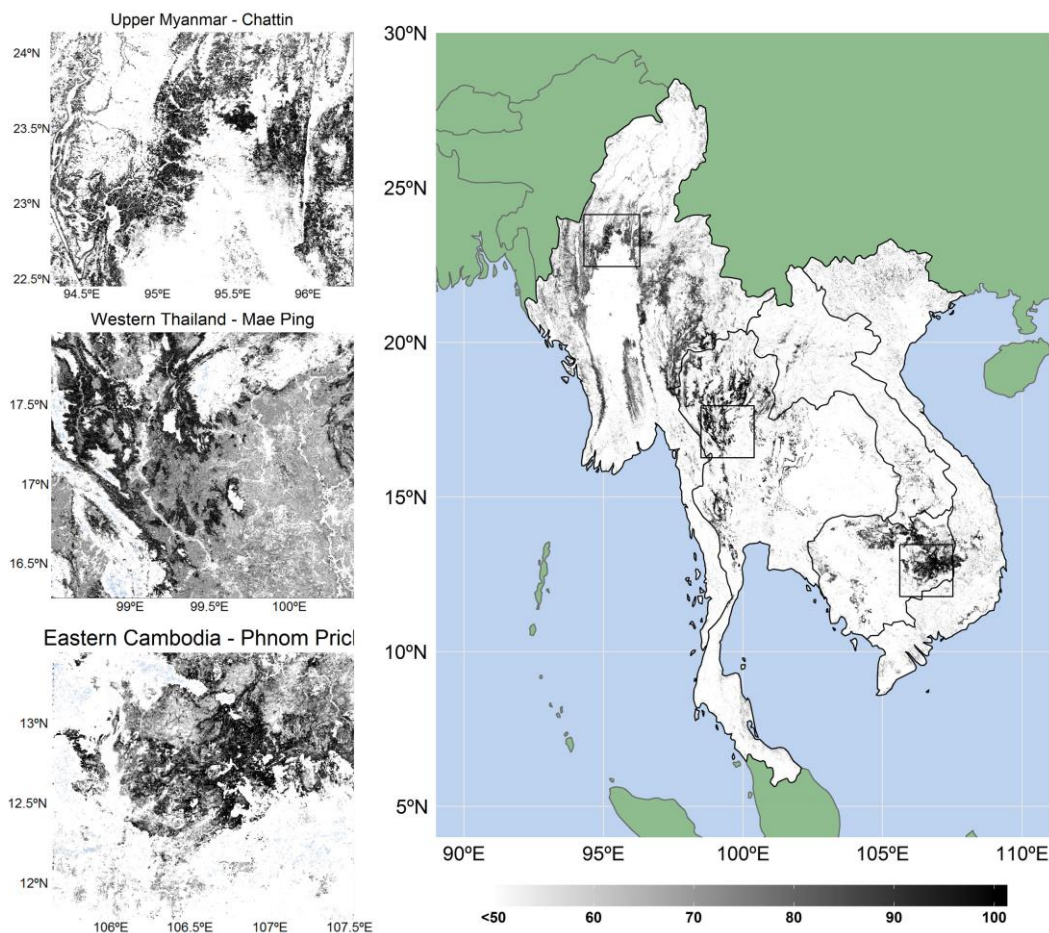 Upper Myanmar - Chattin
24ºN
23.5ºN
23ºN
22.5ºN
94.5ºE 95ºE 95.5ºE 96ºE
Western Thailand - Mae Ping
17.5ºN
17ºN
16.5ºN
99ºE 99.5ºE 100ºE
Eastern Cambodia - Phnom Pricl
13ºN
12.5ºN
12ºN
106ºE 106.5ºE 107ºE 107.5ºE
30ºN
25ºN
20ºN
15ºN
10ºN
5ºN
90ºE 95ºE 100ºE 105ºE 110ºE
<50 60 70 80 90 100